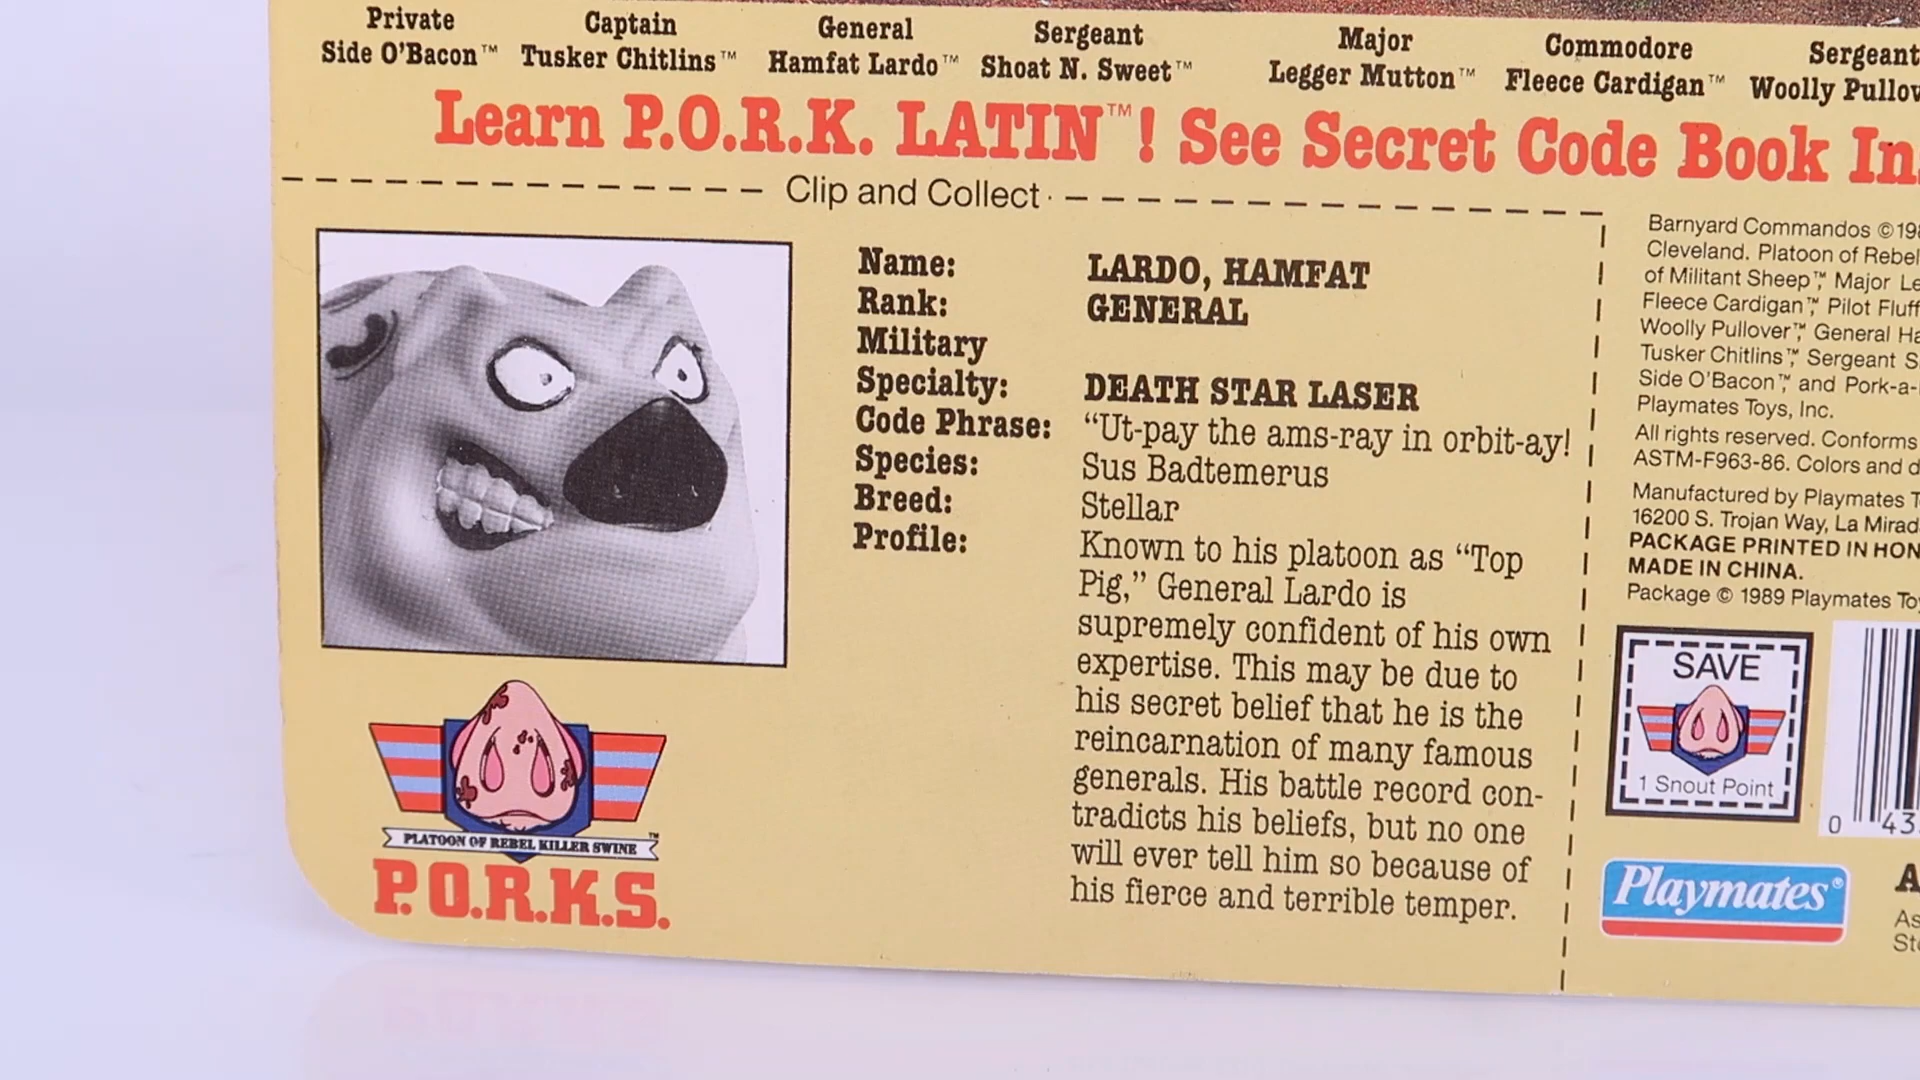 Private
Side O'Bacon™
Captain
Tusker Chitlins™
General
Hamfat Lardo™
Sergeant
Shoat N. Sweet™
Major
Legger Mutton™
Commodore
Fleece Cardigan™
Sergeant
Woolly
Learn P.O.R.K. LATIN™! See Secret Code Book
Clip and Collect
Name: LARDO, HAMFAT
Rank: GENERAL
Military
Specialty: DEATH STAR LASER
Code Phrase: “Ut-pay the ams-ray in orbit-ay!
Species: Sus Badtemerus
Breed: Stellar
Profile: Known to his platoon as “Top
Pig,” General Lardo is
supremely confident of his own
expertise. This may be due to
his secret belief that he is the
reincarnation of many famous
generals. His battle record con-
tradicts his beliefs, but no one
will ever tell him so because of
his fierce and terrible temper.
PLATOON OF REBEL KILLER SWINE™
P.O.R.K.S.
Barnyard Commandos ©
Cleveland. Platoon of Rebel
of Militant Sheep™, Major
Fleece Cardigan™, Pilot
Woolly Pullover™, General
Tusker Chitlins™, Sergeant
Side O'Bacon™, and Pork-a-
Playmates Toys, Inc.
All rights reserved. Conforms
ASTM-F963-86. Colors and
Manufactured by Playmates
16200 S. Trojan Way, La
PACKAGE PRINTED IN
MADE IN CHINA.
Package © 1989 Playmates
SAVE
1 Snout Point
0 43
Playmates®